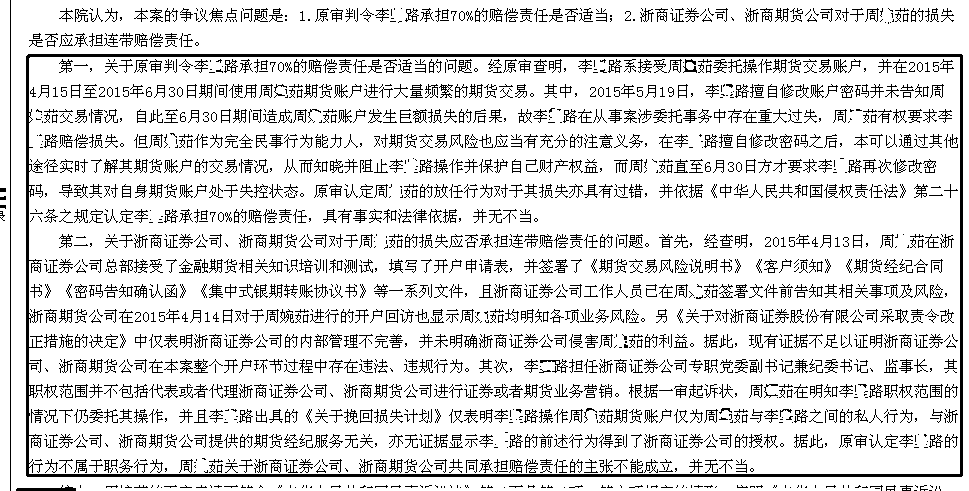 本院认为，本案的争议焦点问题是：1.原审判令李路承担70%的赔偿责任是否适当；2.浙商证券公司、浙商期货公司对于周茹的损失
是否应承担连带赔偿责任。
第一，关于原审判令李路承担70%的赔偿责任是否适当的问题。经原审查明，李路系接受周茹委托操作期货交易账户，并在2015年
4月15日至2015年6月30日期间使用周茹期货账户进行大量频繁的期货交易。其中，2015年5月19日，李路擅自修改账户密码并未告知周
茹交易情况，自此至6月30日期间造成周茹账户发生巨额损失的后果，故李路在从事案涉委托事务中存在重大过失，周茹有权要求李
路赔偿损失。但周茹作为完全民事行为能力人，对期货交易风险也应当有充分的注意义务，在李路擅自修改密码之后，本可以通过其他
途径实时了解其期货账户的交易情况，从而知晓并阻止李路操作并保护自己财产权益，而周茹直至6月30日方才要求李路再次修改密
码，导致其对自身期货账户处于失控状态。原审认定周茹的放任行为对于其损失亦具有过错，并依据《中华人民共和国侵权责任法》第二十
六条之规定认定李路承担70%的赔偿责任，具有事实和法律依据，并无不当。
第二，关于浙商证券公司、浙商期货公司对于周茹的损失应否承担连带赔偿责任的问题。首先，经查明，2015年4月13日，周茹在浙
商证券公司总部接受了金融期货相关知识培训和测试，填写了开户申请表，并签署了《期货交易风险说明书》《客户须知》《期货经纪合同
书》《密码告知确认函》《集中式银期转账协议书》等一系列文件，且浙商证券公司工作人员已在周茹签署文件前告知其相关事项及风险，
浙商期货公司在2015年4月14日对于周婉茹进行的开户回访也显示周茹均明知各项业务风险。另《关于对浙商证券股份有限公司采取责令改
正措施的决定》中仅表明浙商证券公司的内部管理不完善，并未明确浙商证券公司侵害周茹的利益。据此，现有证据不足以证明浙商证券公
司、浙商期货公司在本案整个开户环节过程中存在违法、违规行为。其次，李路担任浙商证券公司专职党委副书记兼纪委书记、监事长，其
职权范围并不包括代表或者代理浙商证券公司、浙商期货公司进行证券或者期货业务营销。根据一审起诉状，周茹在明知李路职权范围的
情况下仍委托其操作，并且李路出具的《关于挽回损失计划》仅表明李路操作周茹期货账户仅为周茹与李路之间的私人行为，与浙
商证券公司、浙商期货公司提供的期货经纪服务无关，亦无证据显示李路的前述行为得到了浙商证券公司的授权。据此，原审认定李路的
行为不属于职务行为，周茹关于浙商证券公司、浙商期货公司共同承担赔偿责任的主张不能成立，并无不当。